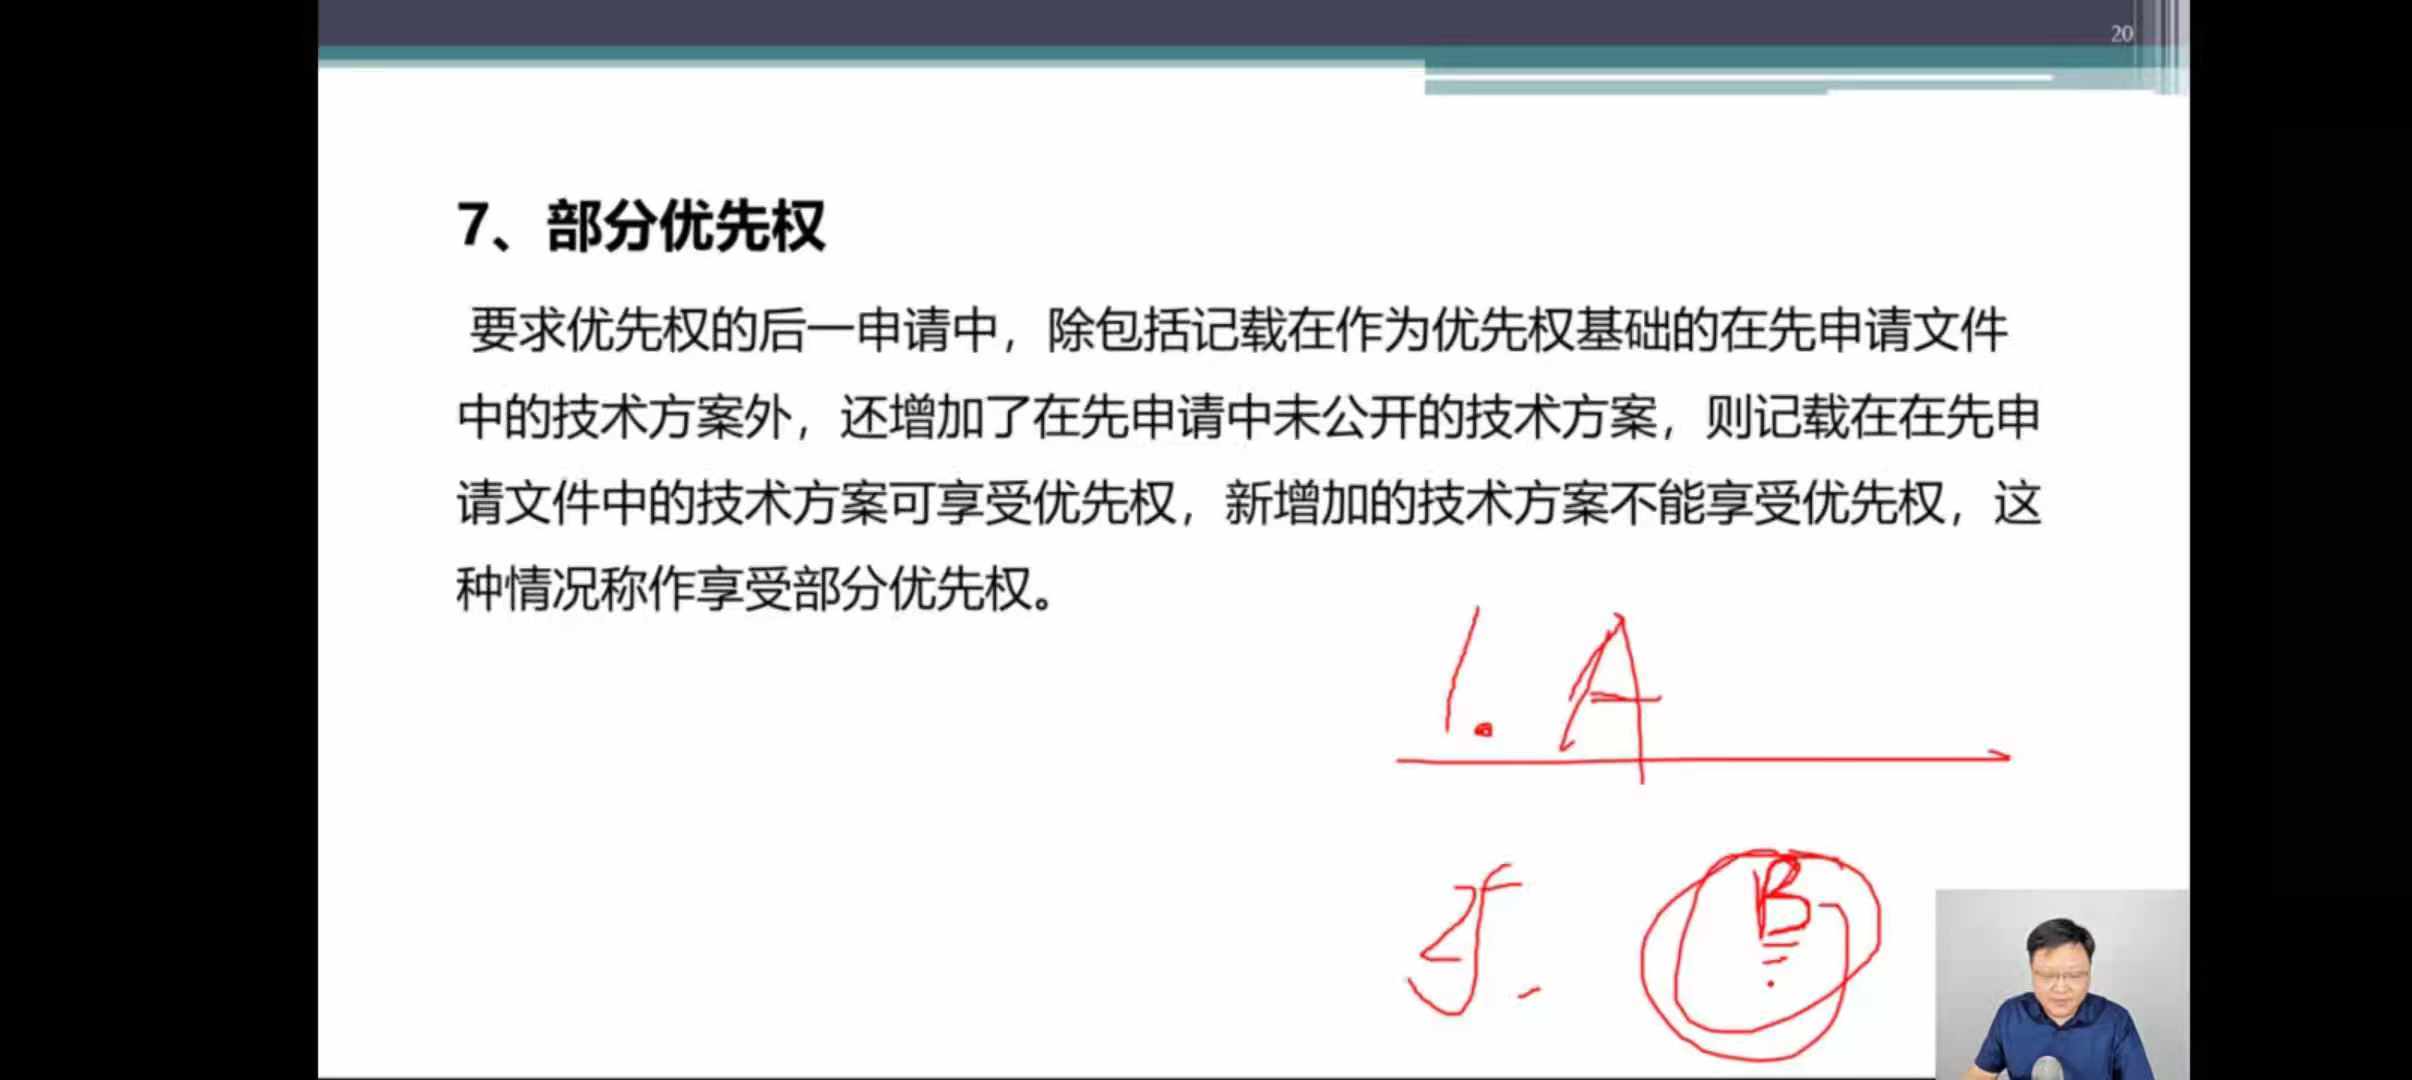 20
7、部分优先权
要求优先权的后一申请中，除包括记载在作为优先权基础的在先申请文件
中的技术方案外，还增加了在先申请中未公开的技术方案，则记载在在先申
请文件中的技术方案可享受优先权，新增加的技术方案不能享受优先权，这
种情况称作享受部分优先权。
1. A
B